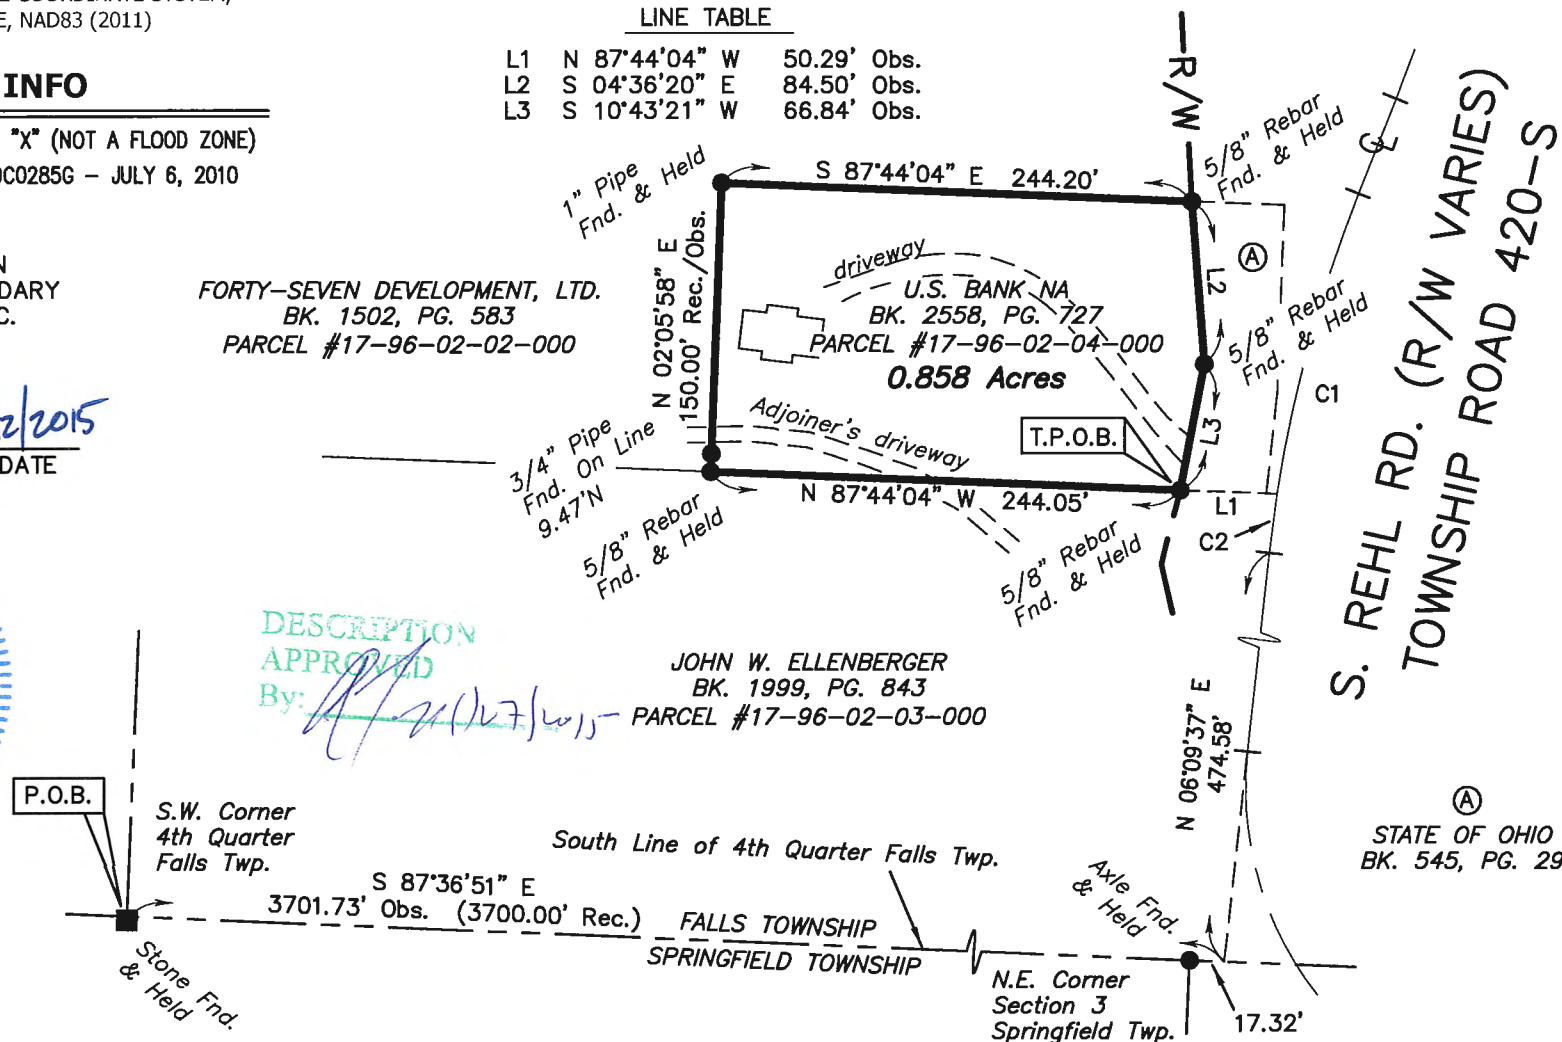 E, NAD83 (2011)
INFO
"X" (NOT A FLOOD ZONE)
0C0285G – JULY 6, 2010
N
DARY
C.
2/2015
DATE
LINE TABLE
L1 N 87°44'04" W 50.29' Obs.
L2 S 04°36'20" E 84.50' Obs.
L3 S 10°43'21" W 66.84' Obs.
R/W
5/8" Rebar
Fnd. & Held
1" Pipe
Fnd. & Held
S 87°44'04" E 244.20'
N 02°05'58" E
150.00' Rec./Obs.
FORTY–SEVEN DEVELOPMENT, LTD.
BK. 1502, PG. 583
PARCEL #17–96–02–02–000
driveway
U.S. BANK NA
BK. 2558, PG. 727
PARCEL #17–96–02–04–000
0.858 Acres
L2
A
5/8" Rebar
Fnd. & Held
C1
S. REHL RD. (R/W VARIES)
TOWNSHIP ROAD 420–S
Adjoiner's driveway
T.P.O.B.
L3
3/4" Pipe
Fnd. On Line
9.47'N
N 87°44'04" W 244.05'
L1
C2
5/8" Rebar
Fnd. & Held
5/8" Rebar
Fnd. & Held
DESCRIPTION
APPROVED
By:
JOHN W. ELLENBERGER
BK. 1999, PG. 843
PARCEL #17–96–02–03–000
N 06°09'37" E
474.58'
P.O.B.
S.W. Corner
4th Quarter
Falls Twp.
South Line of 4th Quarter Falls Twp.
A
STATE OF OHIO
BK. 545, PG. 29
S 87°36'51" E
3701.73' Obs. (3700.00' Rec.)
FALLS TOWNSHIP
SPRINGFIELD TOWNSHIP
Axle Fnd.
& Held
Stone Fnd.
& Held
N.E. Corner
Section 3
Springfield Twp.
17.32'